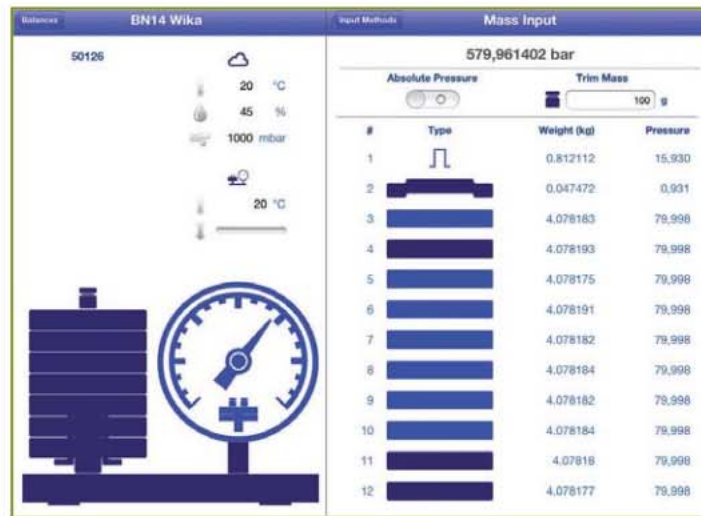 Balances
BN14 Wika
50126
20 °C
45 %
1000 mbar
20 °C
Input Methods
Mass Input
579,961402 bar
Absolute Pressure
Trim Mass
100 g
# Type Weight (kg) Pressure
1 0.812112 15,930
2 0.047472 0,931
3 4.078183 79,998
4 4.078193 79,998
5 4.078175 79,998
6 4.078191 79,998
7 4.078182 79,998
8 4.078184 79,998
9 4.078182 79,998
10 4.078184 79,998
11 4.07818 79,998
12 4.078177 79,998